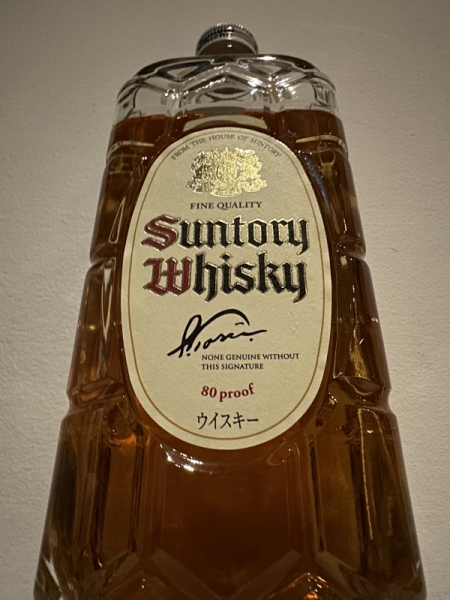 FROM THE HOUSE OF SUNTORY
FINE QUALITY
Suntory
Whisky
NONE GENUINE WITHOUT
THIS SIGNATURE
80 proof
ウイスキー